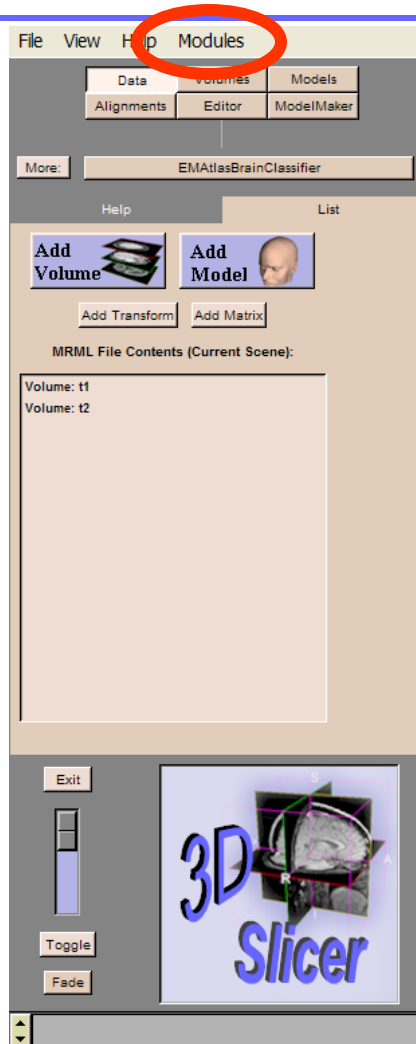 File View Help Modules
Data Volumes Models
Alignments Editor ModelMaker
More: EMAtlasBrainClassifier
Help List
Add Volume
Add Model
Add Transform Add Matrix
MRML File Contents (Current Scene):
Volume: t1
Volume: t2
Exit
Toggle
Fade
S
A
R
I
3D
Slicer